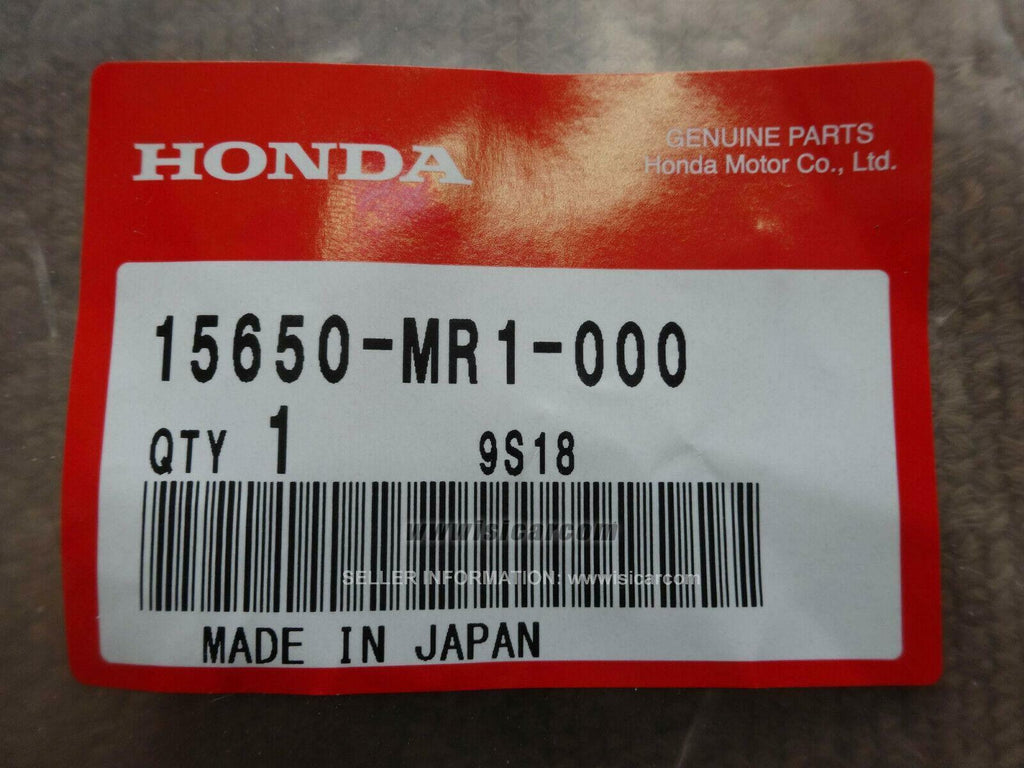 HONDA
GENUINE PARTS
Honda Motor Co., Ltd.
15650-MR1-000
QTY 1 9S18
www.isicar.com
SELLER INFORMATION: www.isicar.com
MADE IN JAPAN